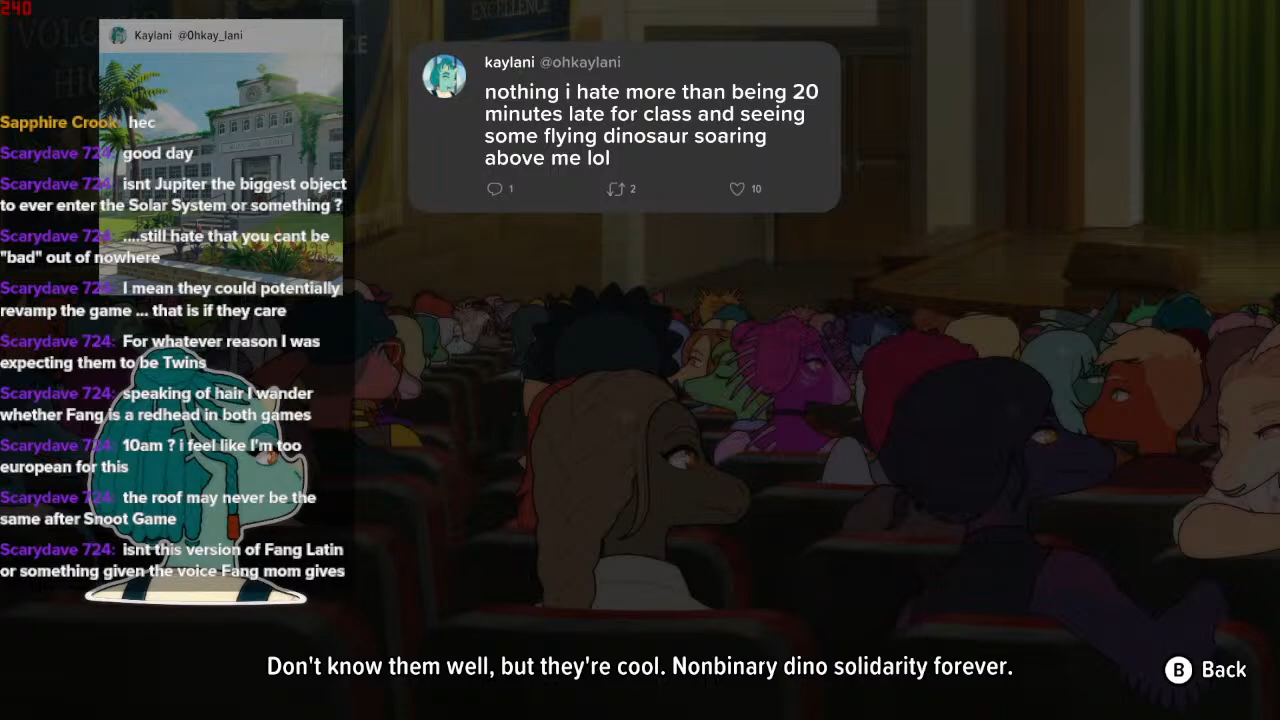 240
VOLC
HIG
EXCELLENCE
CE
Kaylani @Ohkay_lani
kaylani @ohkaylani
nothing i hate more than being 20
minutes late for class and seeing
some flying dinosaur soaring
above me lol
1 2 10
Sapphire Crook: hec
Scarydave 724: good day
Scarydave 724: isnt Jupiter the biggest object
to ever enter the Solar System or something ?
Scarydave 724: ....still hate that you cant be
"bad" out of nowhere
Scarydave 724: I mean they could potentially
revamp the game ... that is if they care
Scarydave 724: For whatever reason I was
expecting them to be Twins
Scarydave 724: speaking of hair I wander
whether Fang is a redhead in both games
Scarydave 724: 10am ? i feel like I'm too
european for this
Scarydave 724: the roof may never be the
same after Snoot Game
Scarydave 724: isnt this version of Fang Latin
or something given the voice Fang mom gives
Don't know them well, but they're cool. Nonbinary dino solidarity forever.
B Back